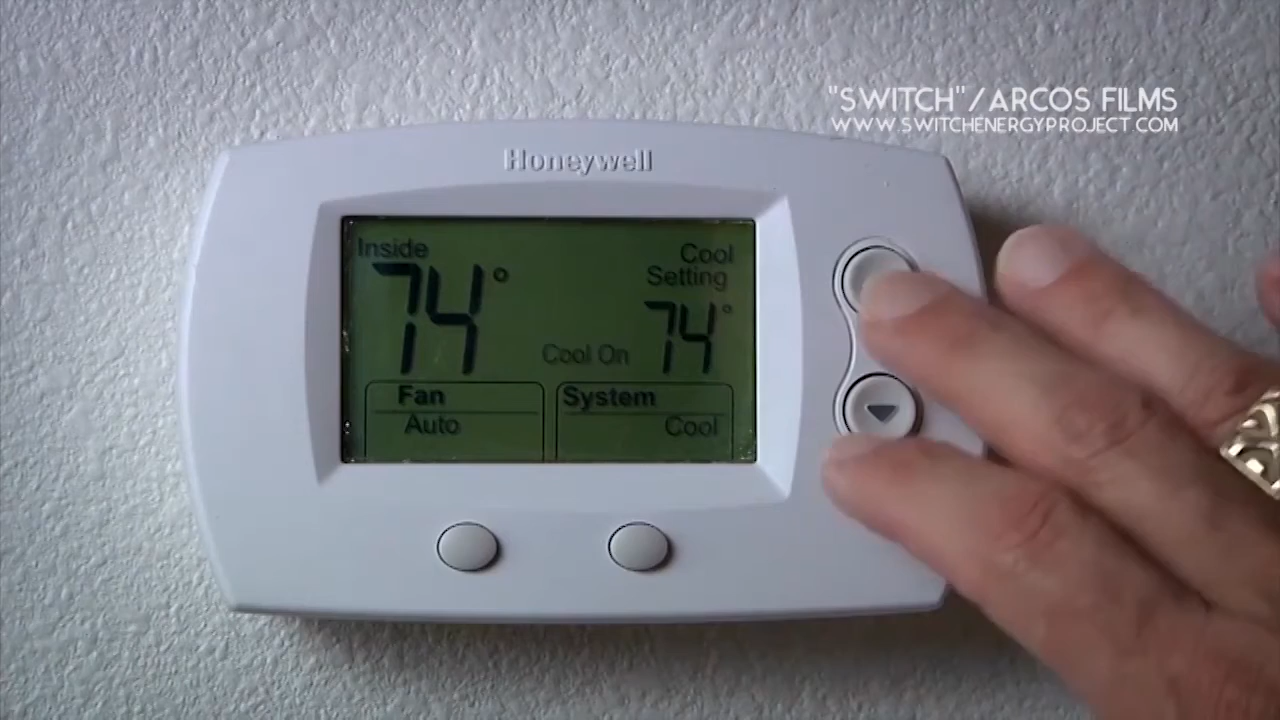 "SWITCH"/ARCOS FILMS
WWW.SWITCHENERGYPROJECT.COM
Honeywell
Inside
74°
Cool
Setting
74°
Cool On
Fan
Auto
System
Cool